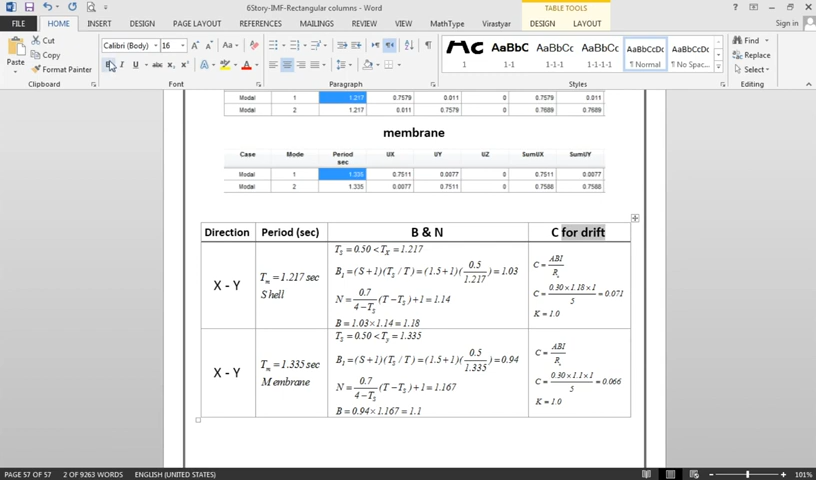 6Story-IMF-Rectangular columns - Word
TABLE TOOLS
FILE HOME INSERT DESIGN PAGE LAYOUT REFERENCES MAILINGS REVIEW VIEW MathType Virastyar DESIGN LAYOUT Sign in
Paste Cut Copy Format Painter
Calibri (Body) 16
Find Replace Select
1 1-1 1-1-1 1-1-1-1 ¶ Normal ¶ No Spac...
Clipboard Font Paragraph Styles Editing
Modal 1 1.217 0.7579 0.011 0 0.7579 0.011
Modal 2 1.217 0.011 0.7579 0 0.7689 0.7689
membrane
Case Mode Period sec UX UY UZ SumUX SumUY
Modal 1 1.335 0.7511 0.0077 0 0.7511 0.0077
Modal 2 1.335 0.0077 0.7511 0 0.7588 0.7588
Direction Period (sec) B & N C for drift
X - Y
T_m = 1.217 sec
Shell
T_S = 0.50 < T_x = 1.217
B_1 = (S+1)(T_S / T) = (1.5+1)(0.5/1.217) = 1.03
N = 0.7/(4-T_S) (T-T_S)+1 = 1.14
B = 1.03×1.14 = 1.18
C = ABI/R_u
C = 0.30×1.18×1/5 = 0.071
K = 1.0
X - Y
T_m = 1.335 sec
Membrane
T_S = 0.50 < T_y = 1.335
B_1 = (S+1)(T_S / T) = (1.5+1)(0.5/1.335) = 0.94
N = 0.7/(4-T_S) (T-T_S)+1 = 1.167
B = 0.94×1.167 = 1.1
C = ABI/R_u
C = 0.30×1.1×1/5 = 0.066
K = 1.0
PAGE 57 OF 57 2 OF 9263 WORDS ENGLISH (UNITED STATES) 101%